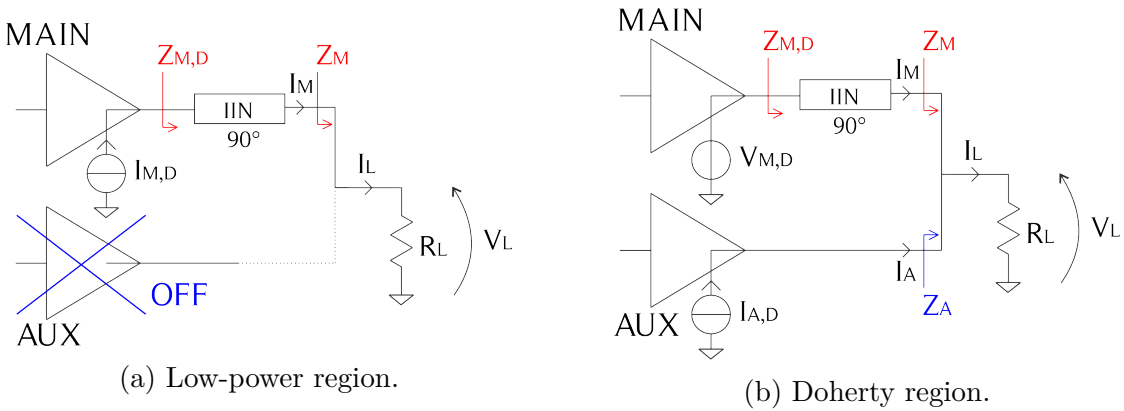 MAIN
ZM,D
ZM
IM
IIN
90°
IM,D
IL
RL
VL
OFF
AUX
(a) Low-power region.
MAIN
ZM,D
ZM
IM
IIN
90°
VM,D
IL
RL
VL
IA
ZA
IA,D
AUX
(b) Doherty region.